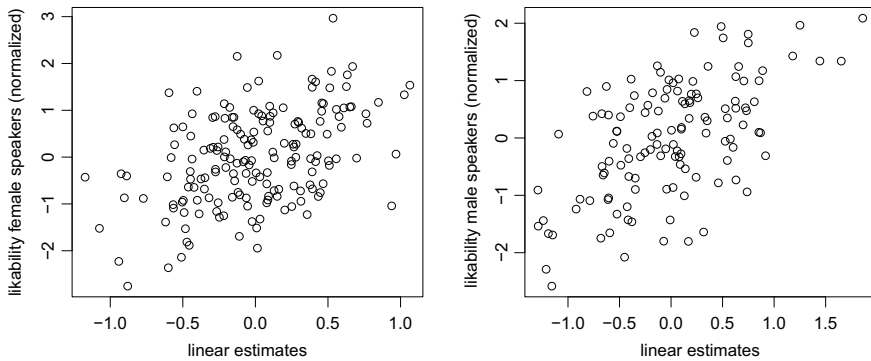 likability female speakers (normalized)
3
2
1
0
−1
−2
−1.0 −0.5 0.0 0.5 1.0
linear estimates
likability male speakers (normalized)
2
1
0
−1
−2
−1.0 0.0 0.5 1.0 1.5
linear estimates